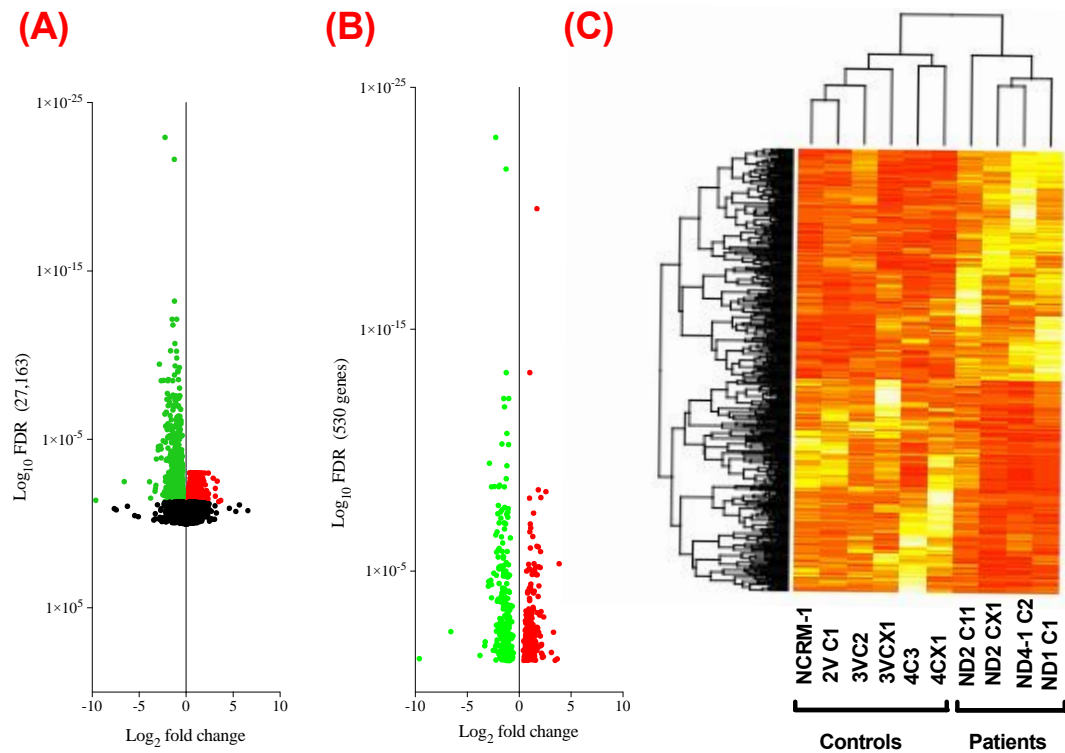 (A)
(B)
(C)
1×10-25
1×10-15
1×10-5
1×105
Log10 FDR (27,163)
-10 -5 0 5 10
Log2 fold change
1×10-25
1×10-15
1×10-5
Log10 FDR (530 genes)
-10 -5 0 5 10
Log2 fold change
NCRM-1
2V C1
3VC2
3VCX1
4C3
4CX1
ND2 C11
ND2 CX1
ND4-1 C2
ND1 C1
Controls
Patients